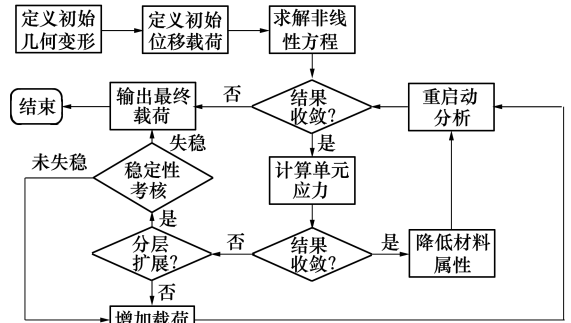 定义初始
几何变形
定义初始
位移载荷
求解非线
性方程
结束
输出最终
载荷
否
结果
收敛?
重启动
分析
是
失稳
未失稳
稳定性
考核
计算单元
应力
是
分层
扩展?
否
结果
收敛?
是
降低材料
属性
否
增加载荷